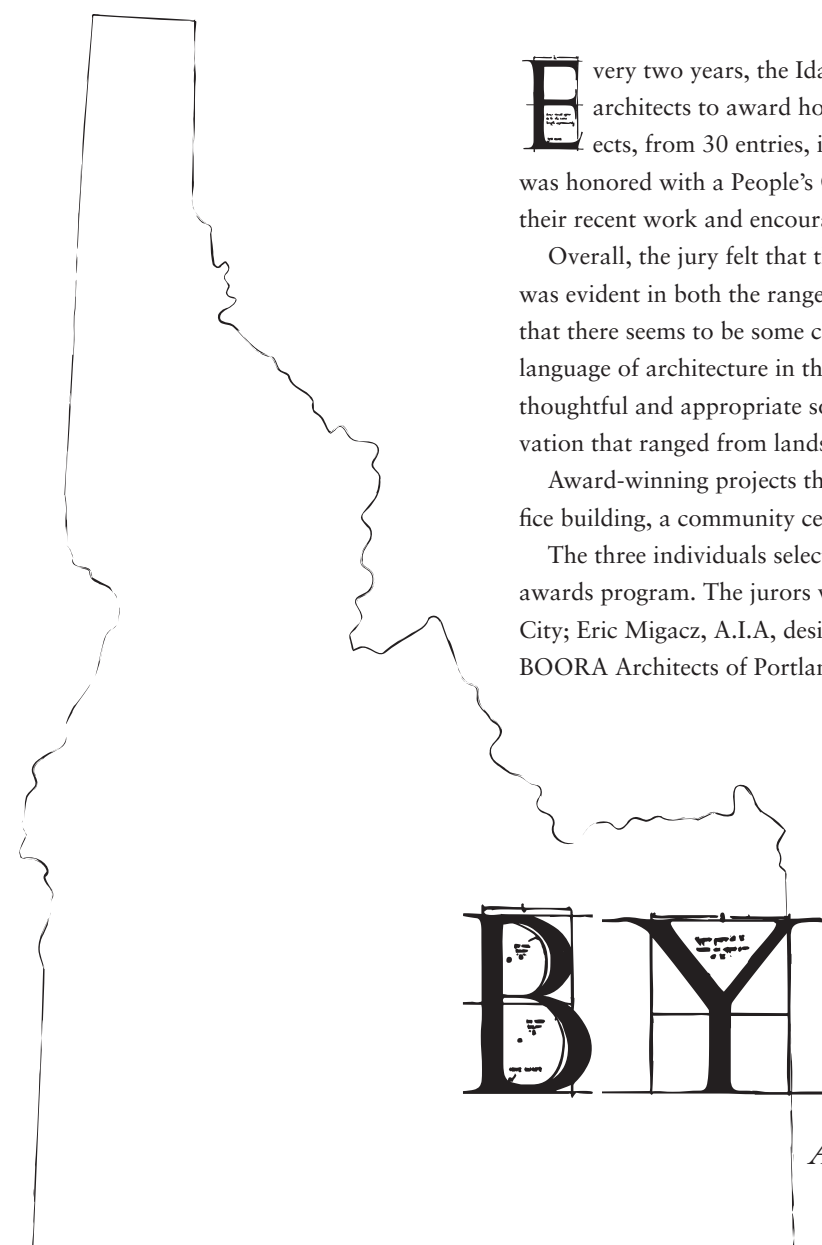 Every two years, the Ida
architects to award ho
ects, from 30 entries, i
was honored with a People’s
their recent work and encour
Overall, the jury felt that t
was evident in both the range
that there seems to be some c
language of architecture in th
thoughtful and appropriate so
vation that ranged from lands
Award-winning projects th
fice building, a community ce
The three individuals selec
awards program. The jurors
City; Eric Migacz, A.I.A, desi
BOORA Architects of Portlan
BY
A